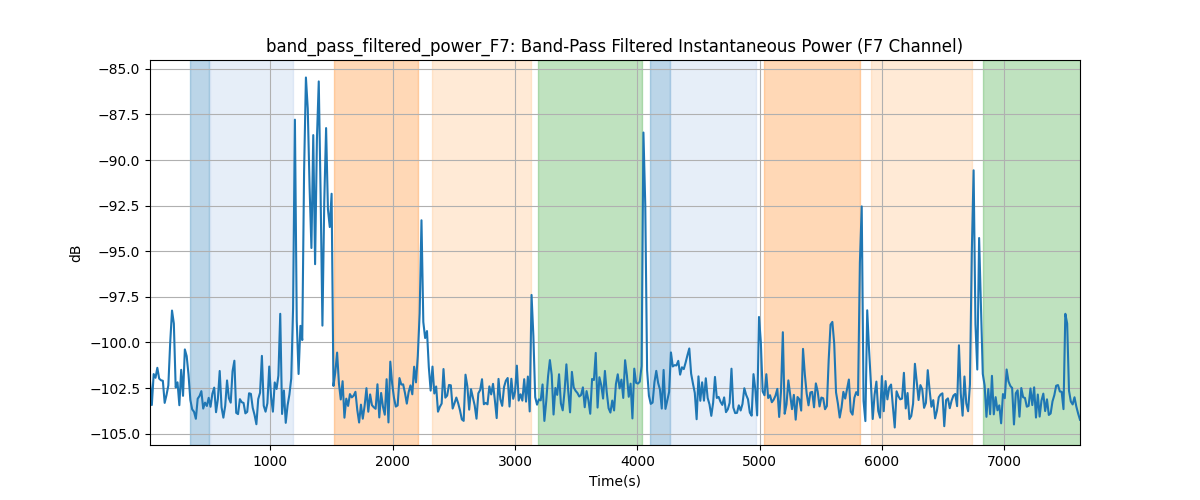 band_pass_filtered_power_F7: Band-Pass Filtered Instantaneous Power (F7 Channel)
dB
−85.0
−87.5
−90.0
−92.5
−95.0
−97.5
−100.0
−102.5
−105.0
1000 2000 3000 4000 5000 6000 7000
Time(s)